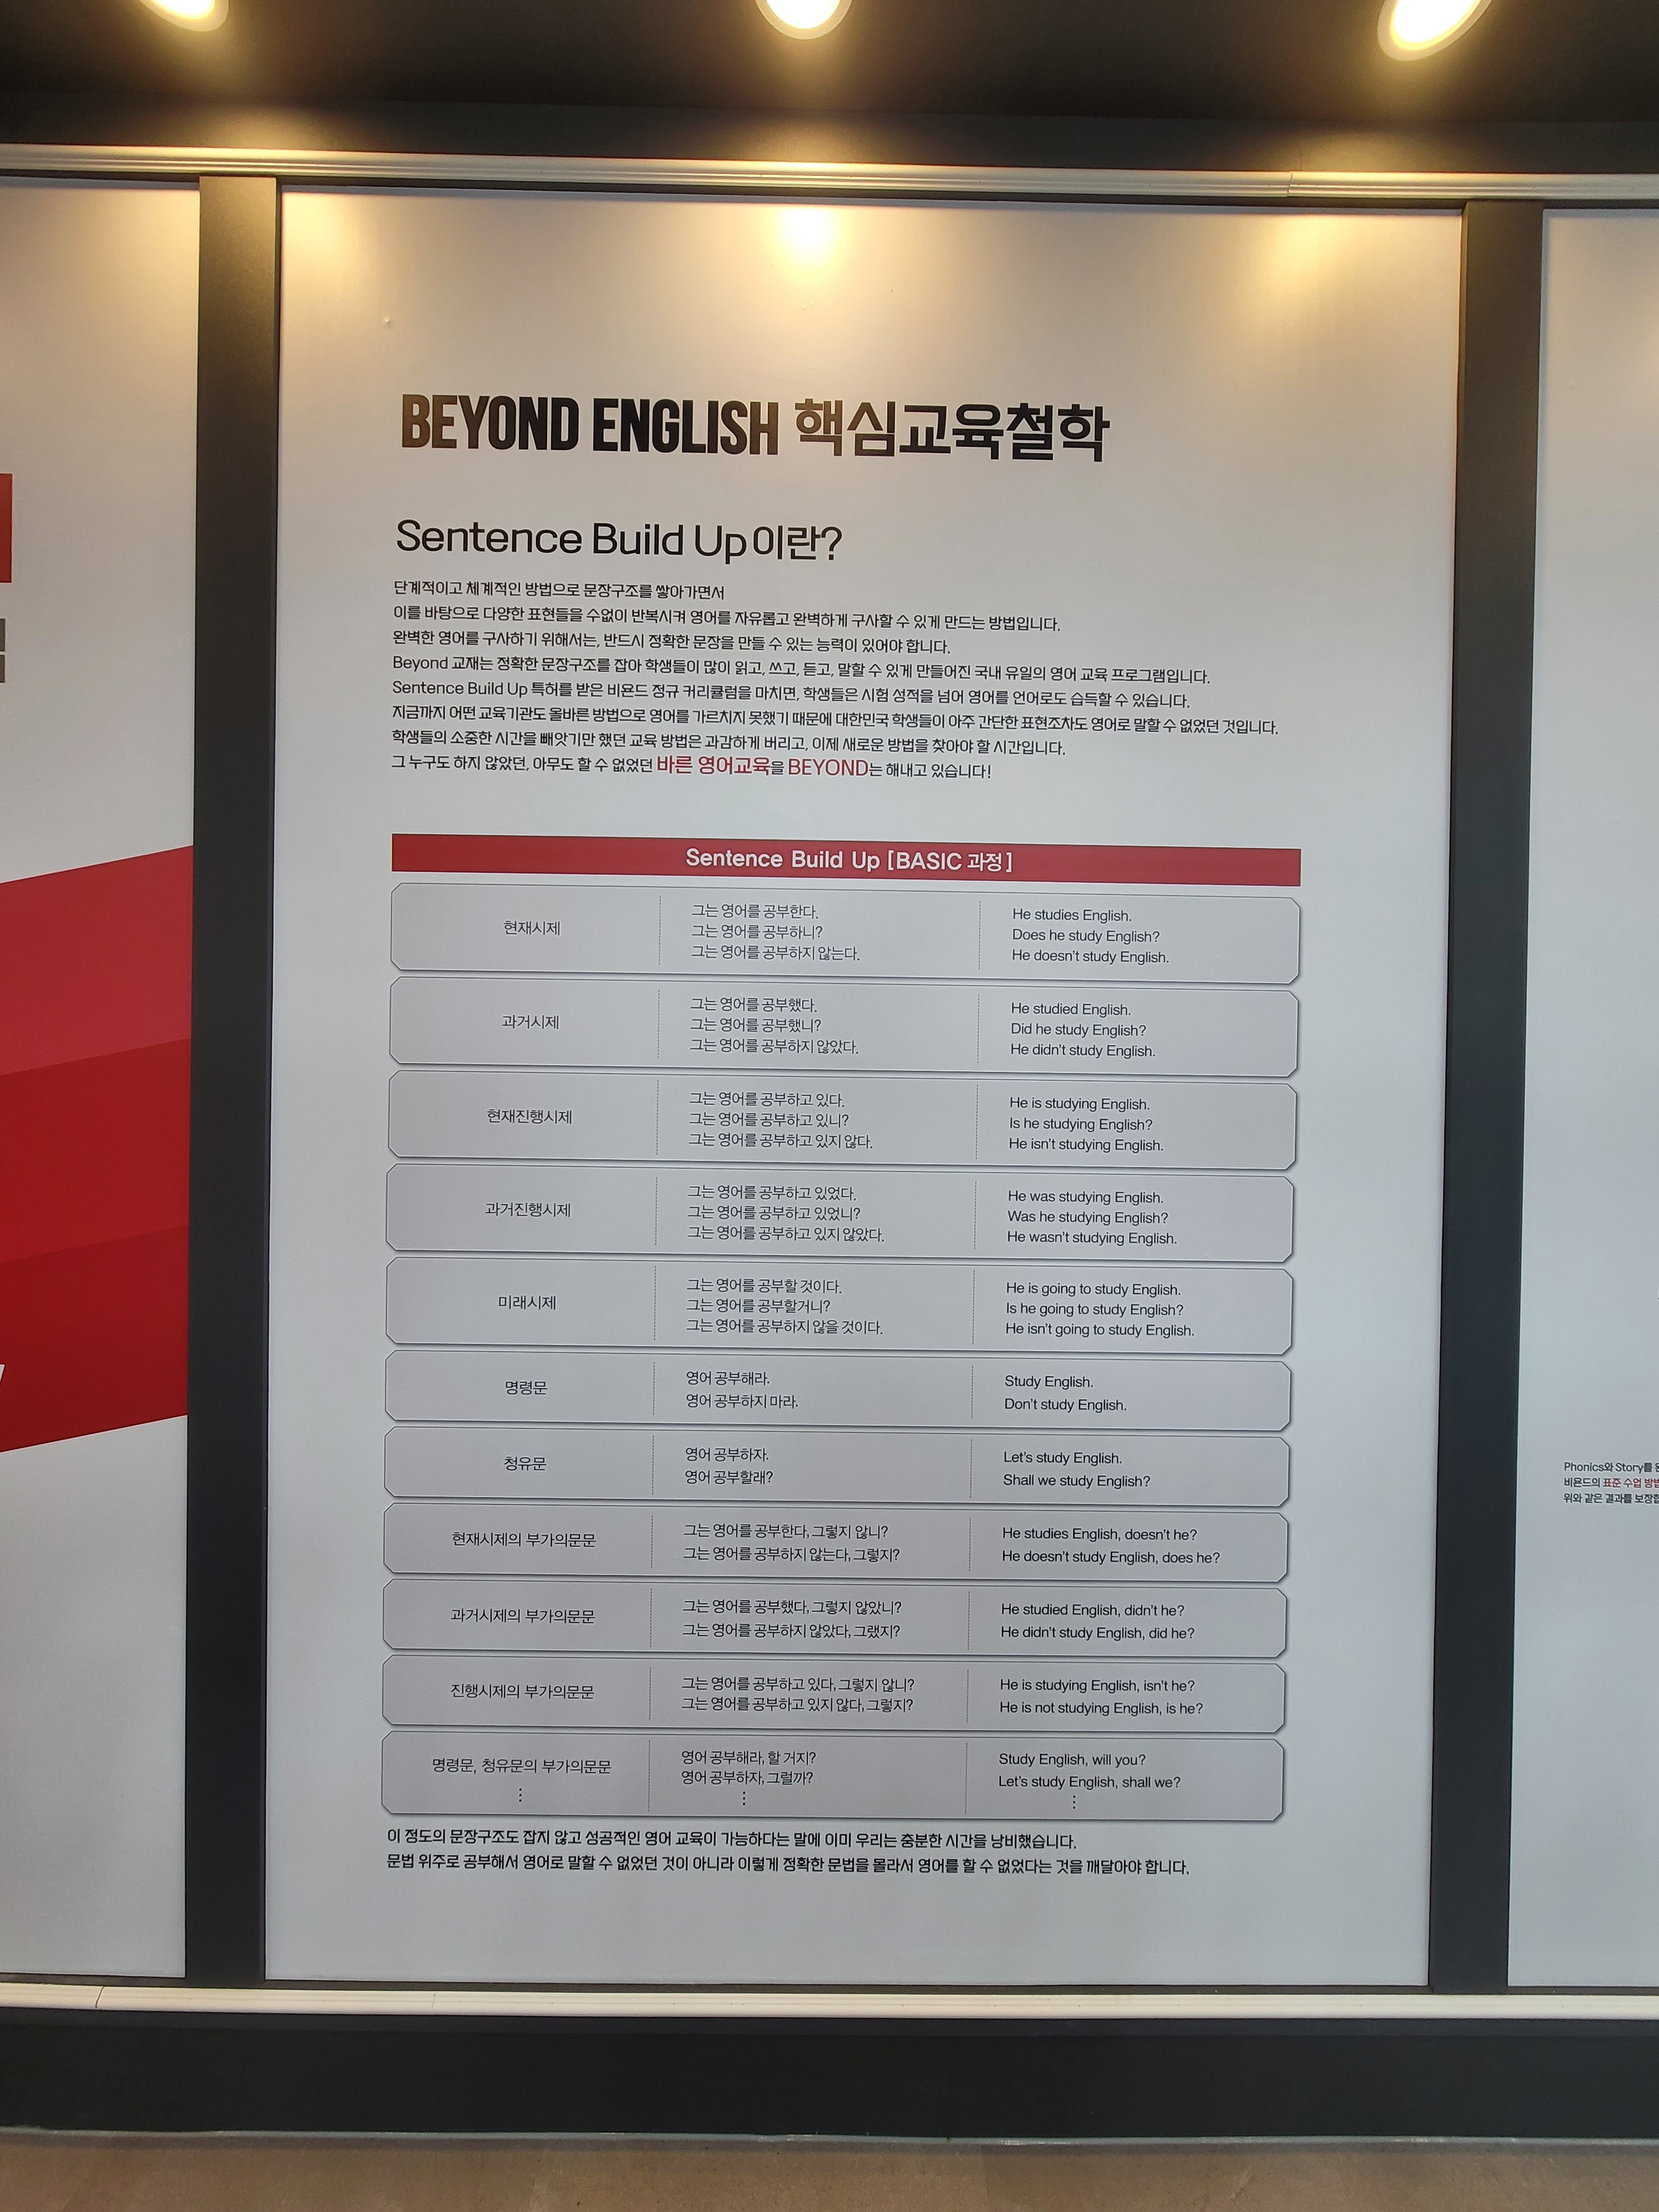 BEYOND ENGLISH 핵심교육철학
Sentence Build Up이란?
단계적이고 체계적인 방법으로 문장구조를 쌓아가면서
이를 바탕으로 다양한 표현들을 수없이 반복시켜 영어를 자유롭고 완벽하게 구사할 수 있게 만드는 방법입니다.
완벽한 영어를 구사하기 위해서는, 반드시 정확한 문장을 만들 수 있는 능력이 있어야 합니다.
Beyond 교재는 정확한 문장구조를 잡아 학생들이 많이 읽고, 쓰고, 듣고, 말할 수 있게 만들어진 국내 유일의 영어 교육 프로그램입니다.
Sentence Build Up 특허를 받은 비욘드 정규 커리큘럼을 마치면, 학생들은 시험 성적을 넘어 영어를 언어로도 습득할 수 있습니다.
지금까지 어떤 교육기관도 올바른 방법으로 영어를 가르치지 못했기 때문에 대한민국 학생들이 아주 간단한 표현조차도 영어로 말할 수 없었던 것입니다.
학생들의 소중한 시간을 빼앗기만 했던 교육 방법은 과감하게 버리고, 이제 새로운 방법을 찾아야 할 시간입니다.
그 누구도 하지 않았던, 아무도 할 수 없었던 바른 영어교육을 BEYOND는 해내고 있습니다!
Sentence Build Up [BASIC 과정]
현재시제
그는 영어를 공부한다.
그는 영어를 공부하니?
그는 영어를 공부하지 않는다.
He studies English.
Does he study English?
He doesn't study English.
과거시제
그는 영어를 공부했다.
그는 영어를 공부했니?
그는 영어를 공부하지 않았다.
He studied English.
Did he study English?
He didn't study English.
현재진행시제
그는 영어를 공부하고 있다.
그는 영어를 공부하고 있니?
그는 영어를 공부하고 있지 않다.
He is studying English.
Is he studying English?
He isn't studying English.
과거진행시제
그는 영어를 공부하고 있었다.
그는 영어를 공부하고 있었니?
그는 영어를 공부하고 있지 않았다.
He was studying English.
Was he studying English?
He wasn't studying English.
미래시제
그는 영어를 공부할 것이다.
그는 영어를 공부할거니?
그는 영어를 공부하지 않을 것이다.
He is going to study English.
Is he going to study English?
He isn't going to study English.
명령문
영어 공부해라.
영어 공부하지 마라.
Study English.
Don't study English.
청유문
영어 공부하자.
영어 공부할래?
Let's study English.
Shall we study English?
현재시제의 부가의문문
그는 영어를 공부한다, 그렇지 않니?
그는 영어를 공부하지 않는다, 그렇지?
He studies English, doesn't he?
He doesn't study English, does he?
과거시제의 부가의문문
그는 영어를 공부했다, 그렇지 않았니?
그는 영어를 공부하지 않았다, 그랬지?
He studied English, didn't he?
He didn't study English, did he?
진행시제의 부가의문문
그는 영어를 공부하고 있다, 그렇지 않니?
그는 영어를 공부하고 있지 않다, 그렇지?
He is studying English, isn't he?
He is not studying English, is he?
명령문, 청유문의 부가의문문
⋮
영어 공부해라, 할 거지?
영어 공부하자, 그럴까?
⋮
Study English, will you?
Let's study English, shall we?
⋮
이 정도의 문장구조도 잡지 않고 성공적인 영어 교육이 가능하다는 말에 이미 우리는 충분한 시간을 낭비했습니다.
문법 위주로 공부해서 영어로 말할 수 없었던 것이 아니라 이렇게 정확한 문법을 몰라서 영어를 할 수 없었다는 것을 깨달아야 합니다.
Phonics와 Story를
비욘드의 표준 수업
위와 같은 결과를